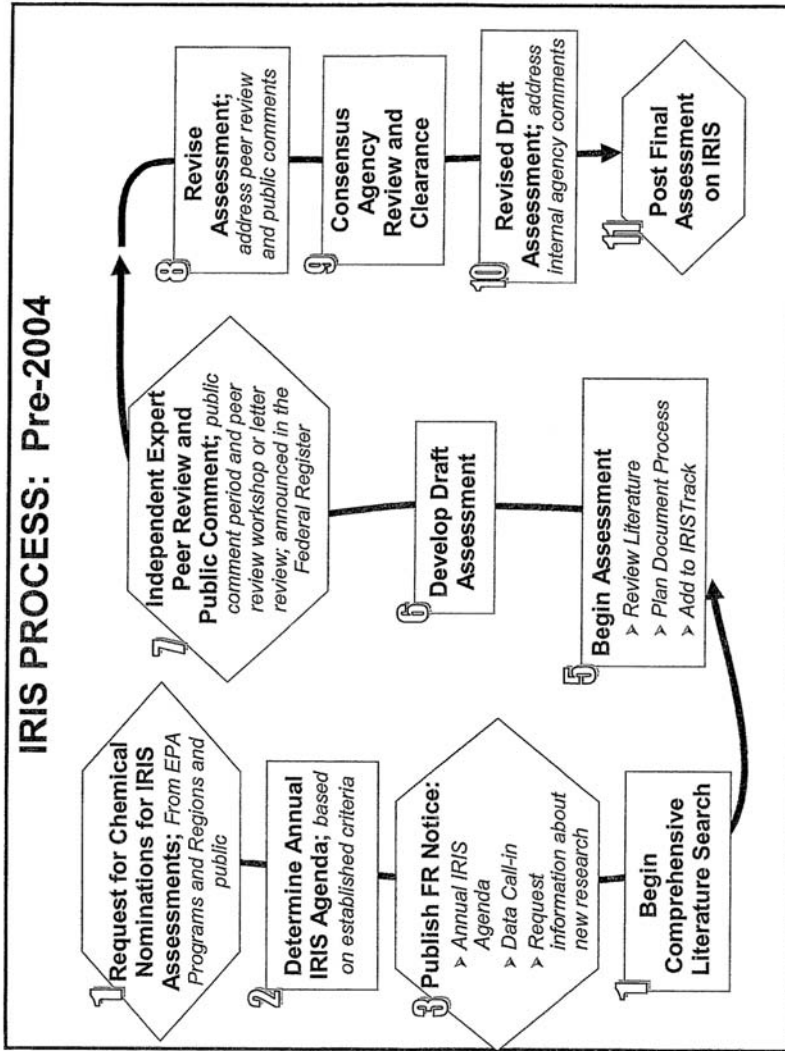 IRIS PROCESS: Pre-2004
1
Request for Chemical
Nominations for IRIS
Assessments; From EPA
Programs and Regions and
public
2
Determine Annual
IRIS Agenda; based
on established criteria
3
Publish FR Notice:
➢ Annual IRIS
Agenda
➢ Data Call-in
➢ Request
information about
new research
1
Begin
Comprehensive
Literature Search
5
Begin Assessment
➢ Review Literature
➢ Plan Document Process
➢ Add to IRISTrack
6
Develop Draft
Assessment
7
Independent Expert
Peer Review and
Public Comment; public
comment period and peer
review workshop or letter
review; announced in the
Federal Register
8
Revise
Assessment;
address peer review
and public comments
9
Consensus
Agency
Review and
Clearance
10
Revised Draft
Assessment; address
internal agency comments
11
Post Final
Assessment
on IRIS